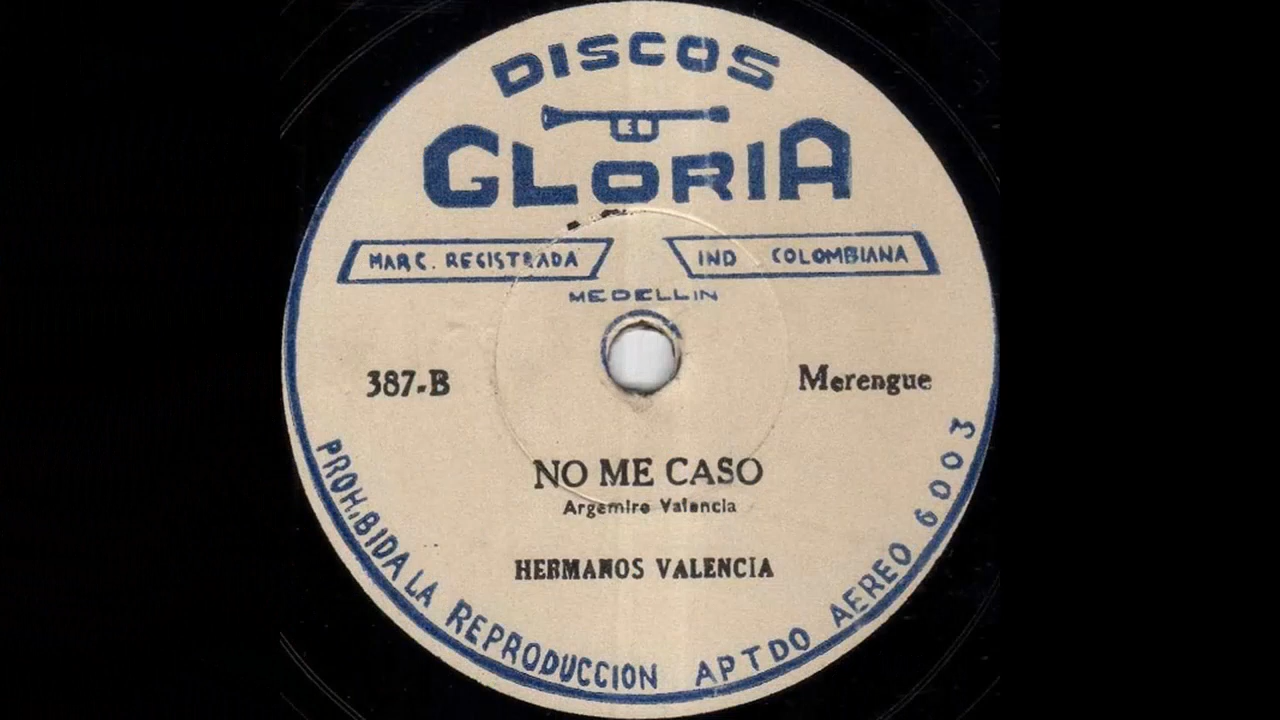 DISCOS
GLORIA
MARC. REGISTRADA
IND COLOMBIANA
MEDELLIN
387-B
Merengue
NO ME CASO
Argemiro Valencia
HERMANOS VALENCIA
PROHIBIDA LA REPRODUCCION APTDO AEREO 6003